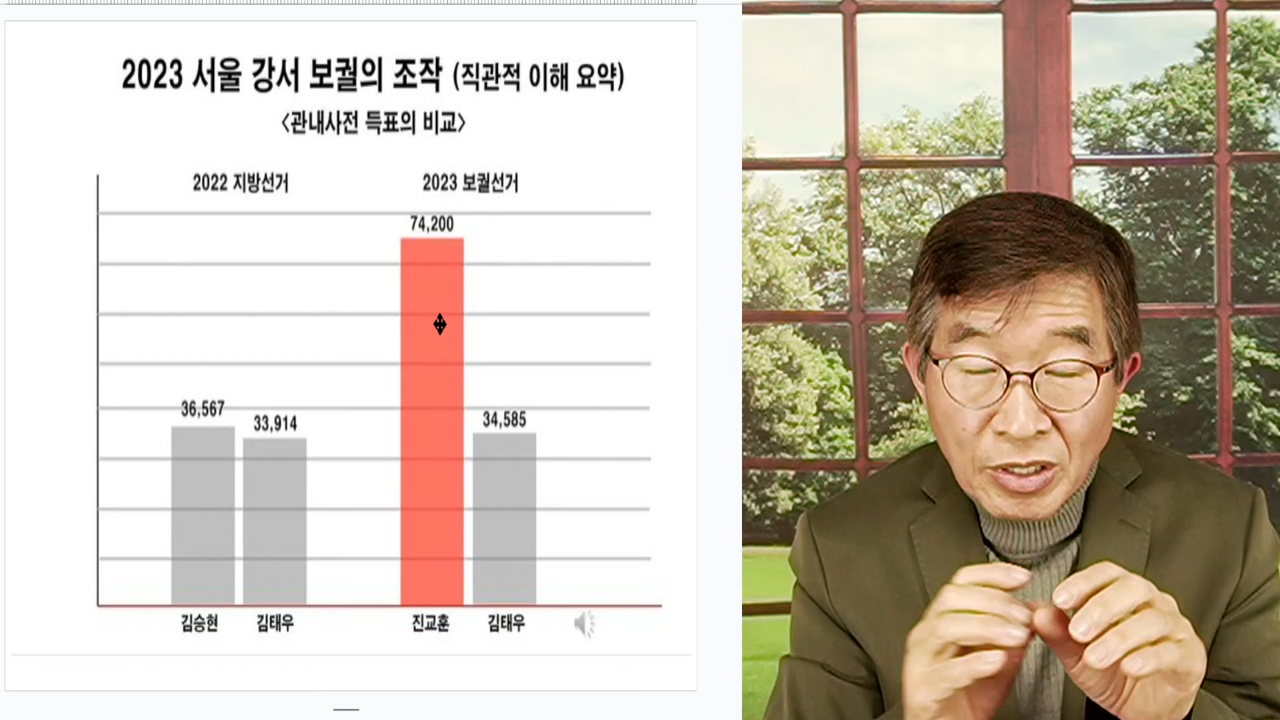 2023 서울 강서 보궐의 조작 (직관적 이해 요약)
<관내사전 득표의 비교>
2022 지방선거 2023 보궐선거
74,200
36,567
33,914
34,585
김승현 김태우 진교훈 김태우